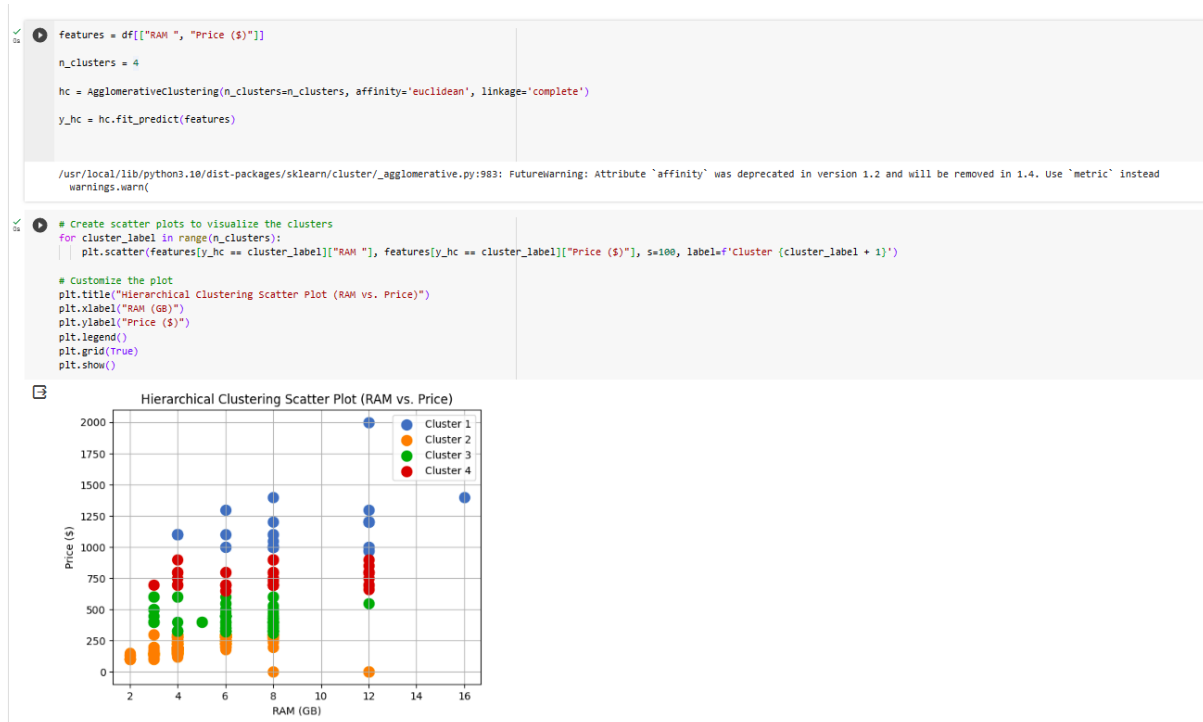 0s
features = df[["RAM ", "Price ($)"]]
n_clusters = 4
hc = AgglomerativeClustering(n_clusters=n_clusters, affinity='euclidean', linkage='complete')
y_hc = hc.fit_predict(features)
/usr/local/lib/python3.10/dist-packages/sklearn/cluster/_agglomerative.py:983: FutureWarning: Attribute `affinity` was deprecated in version 1.2 and will be removed in 1.4. Use `metric` instead
warnings.warn(
0s
# Create scatter plots to visualize the clusters
for cluster_label in range(n_clusters):
plt.scatter(features[y_hc == cluster_label]["RAM "], features[y_hc == cluster_label]["Price ($)"], s=100, label=f'Cluster {cluster_label + 1}')
# Customize the plot
plt.title("Hierarchical Clustering Scatter Plot (RAM vs. Price)")
plt.xlabel("RAM (GB)")
plt.ylabel("Price ($)")
plt.legend()
plt.grid(True)
plt.show()
Hierarchical Clustering Scatter Plot (RAM vs. Price)
Cluster 1
Cluster 2
Cluster 3
Cluster 4
2000
1750
1500
1250
1000
750
500
250
0
Price ($)
2 4 6 8 10 12 14 16
RAM (GB)